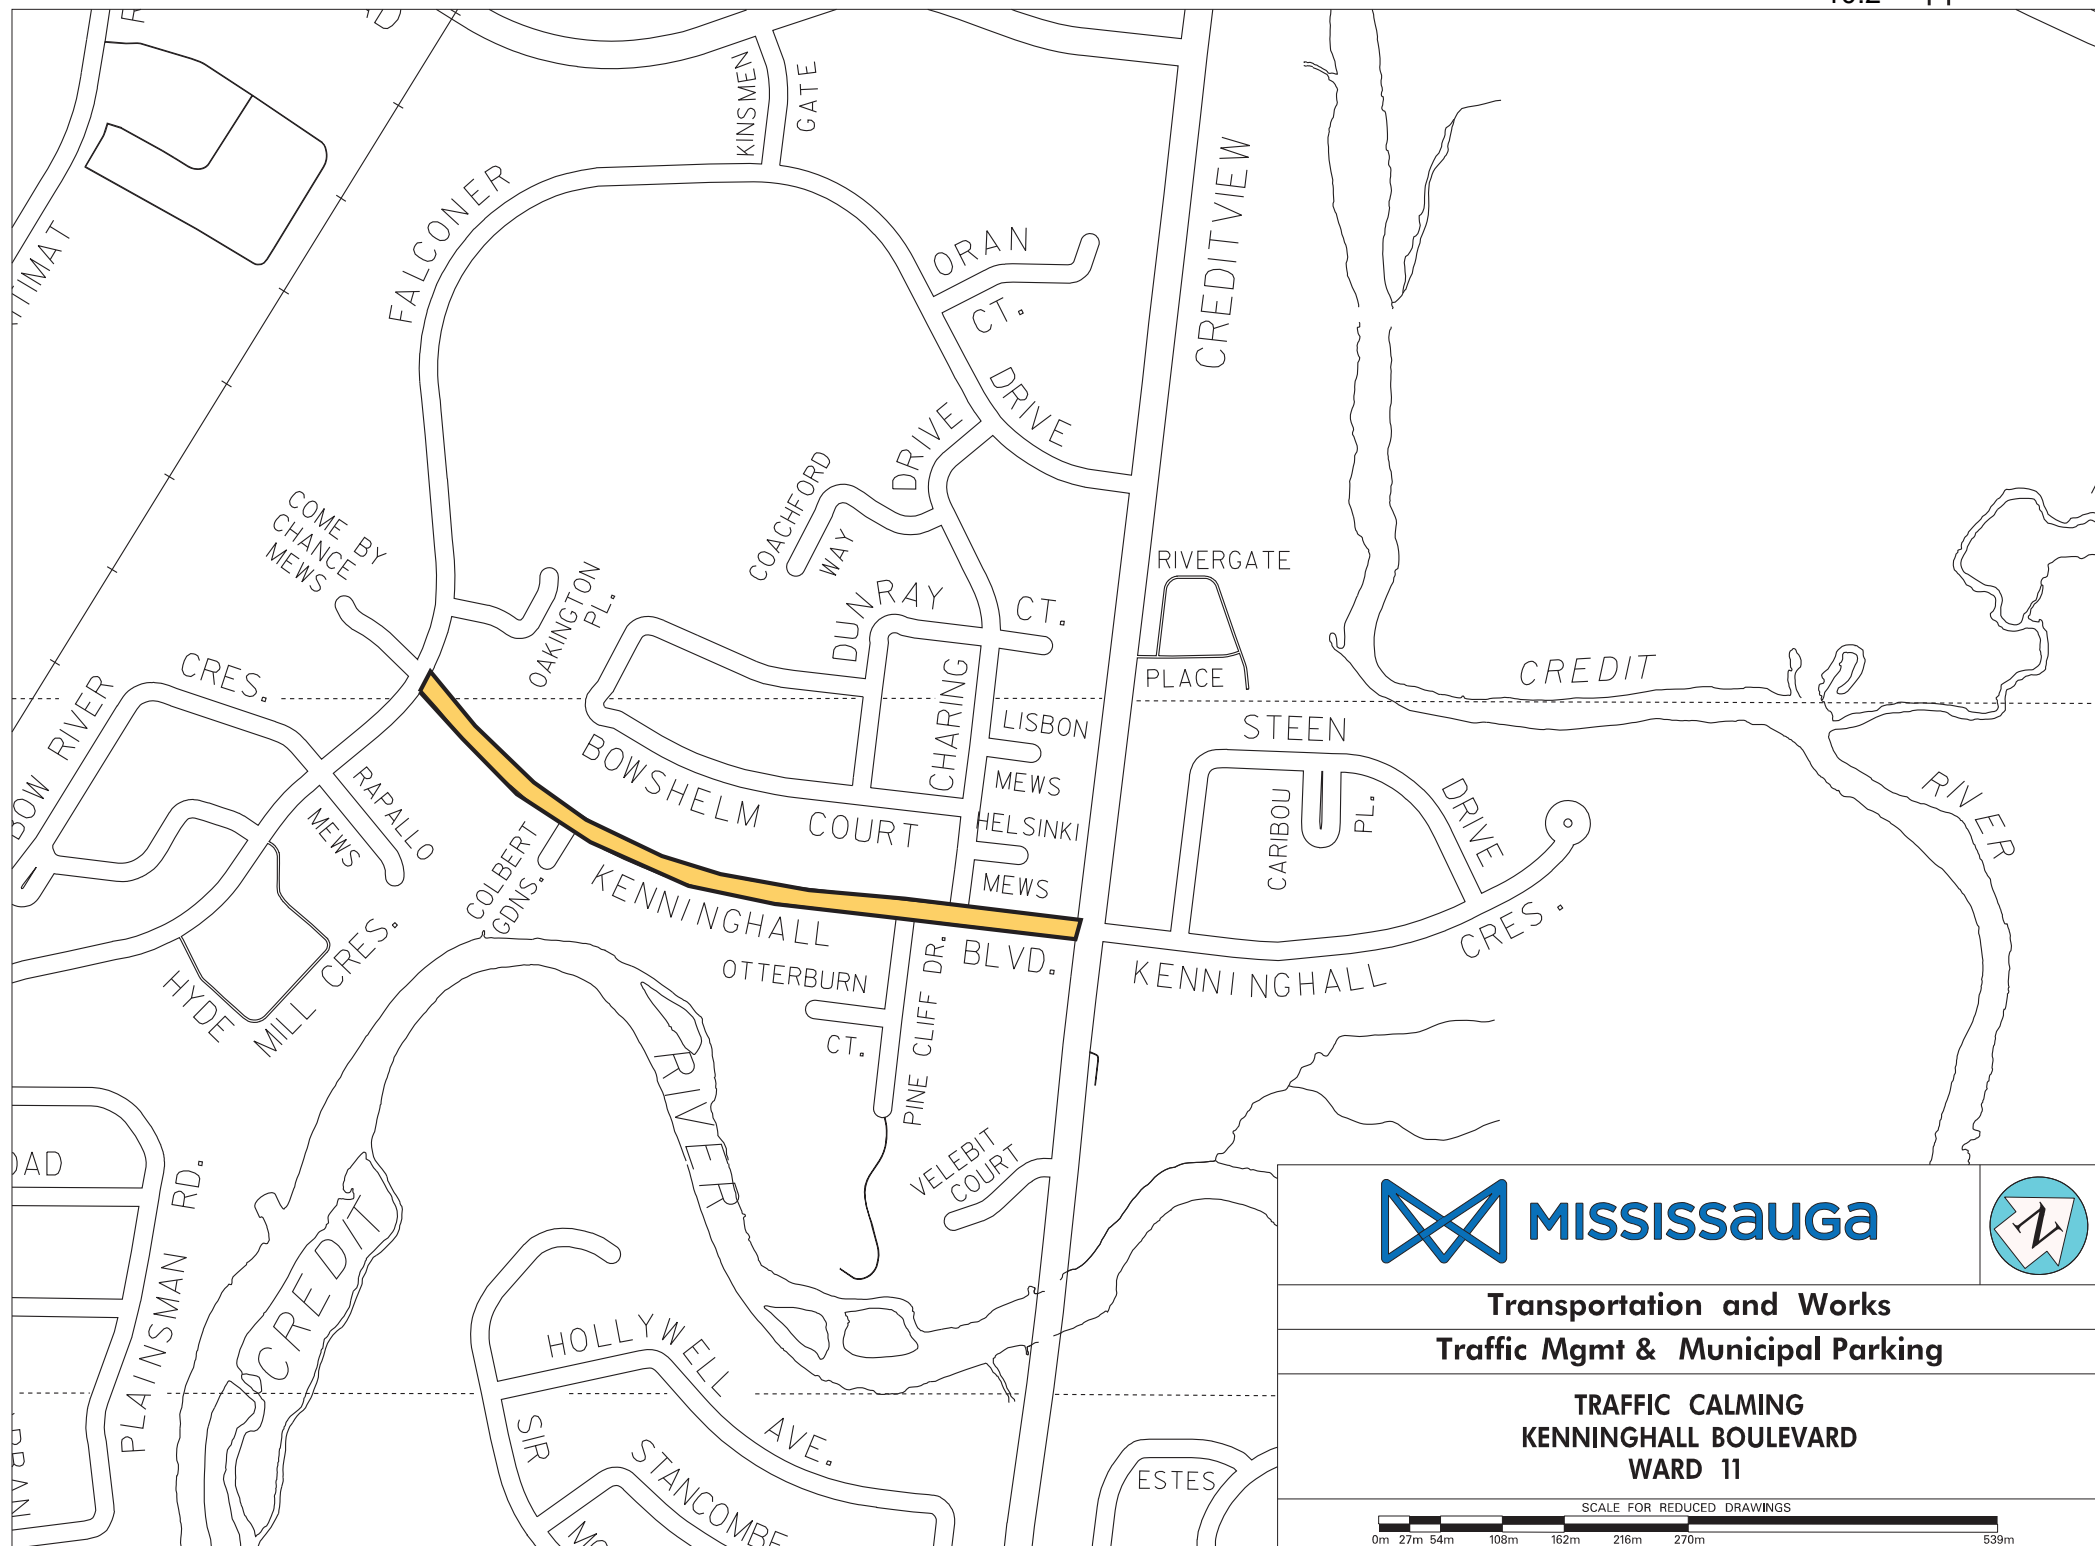 KINSMEN
GATE
FALCONER
ORAN
CT.
DRIVE
CREDITVIEW
DRIVE
COACHFORD
WAY
COME BY
CHANCE
MEWS
OAKINGTON
PL.
DUNRAY
CT.
RIVERGATE
PLACE
CREDIT
RIVER
BOW RIVER
CRES.
RAPALLO
MEWS
BOWSHELM COURT
CHARING
LISBON
MEWS
HELSINKI
MEWS
STEEN
DRIVE
CARIBOU
PL.
COLBERT
GDNS.
KENNINGHALL
BLVD.
KENNINGHALL
CRES.
HYDE
MILL CRES.
OTTERBURN
CT.
PINE CLIFF DR.
VELEBIT
COURT
RIVER
CREDIT
PLAINSMAN RD.
HOLLYWELL
AVE.
SIR
STANCOMBE
ESTES
MISSISSAUGA
N
Transportation and Works
Traffic Mgmt & Municipal Parking
TRAFFIC CALMING
KENNINGHALL BOULEVARD
WARD 11
SCALE FOR REDUCED DRAWINGS
0m 27m 54m 108m 162m 216m 270m 539m